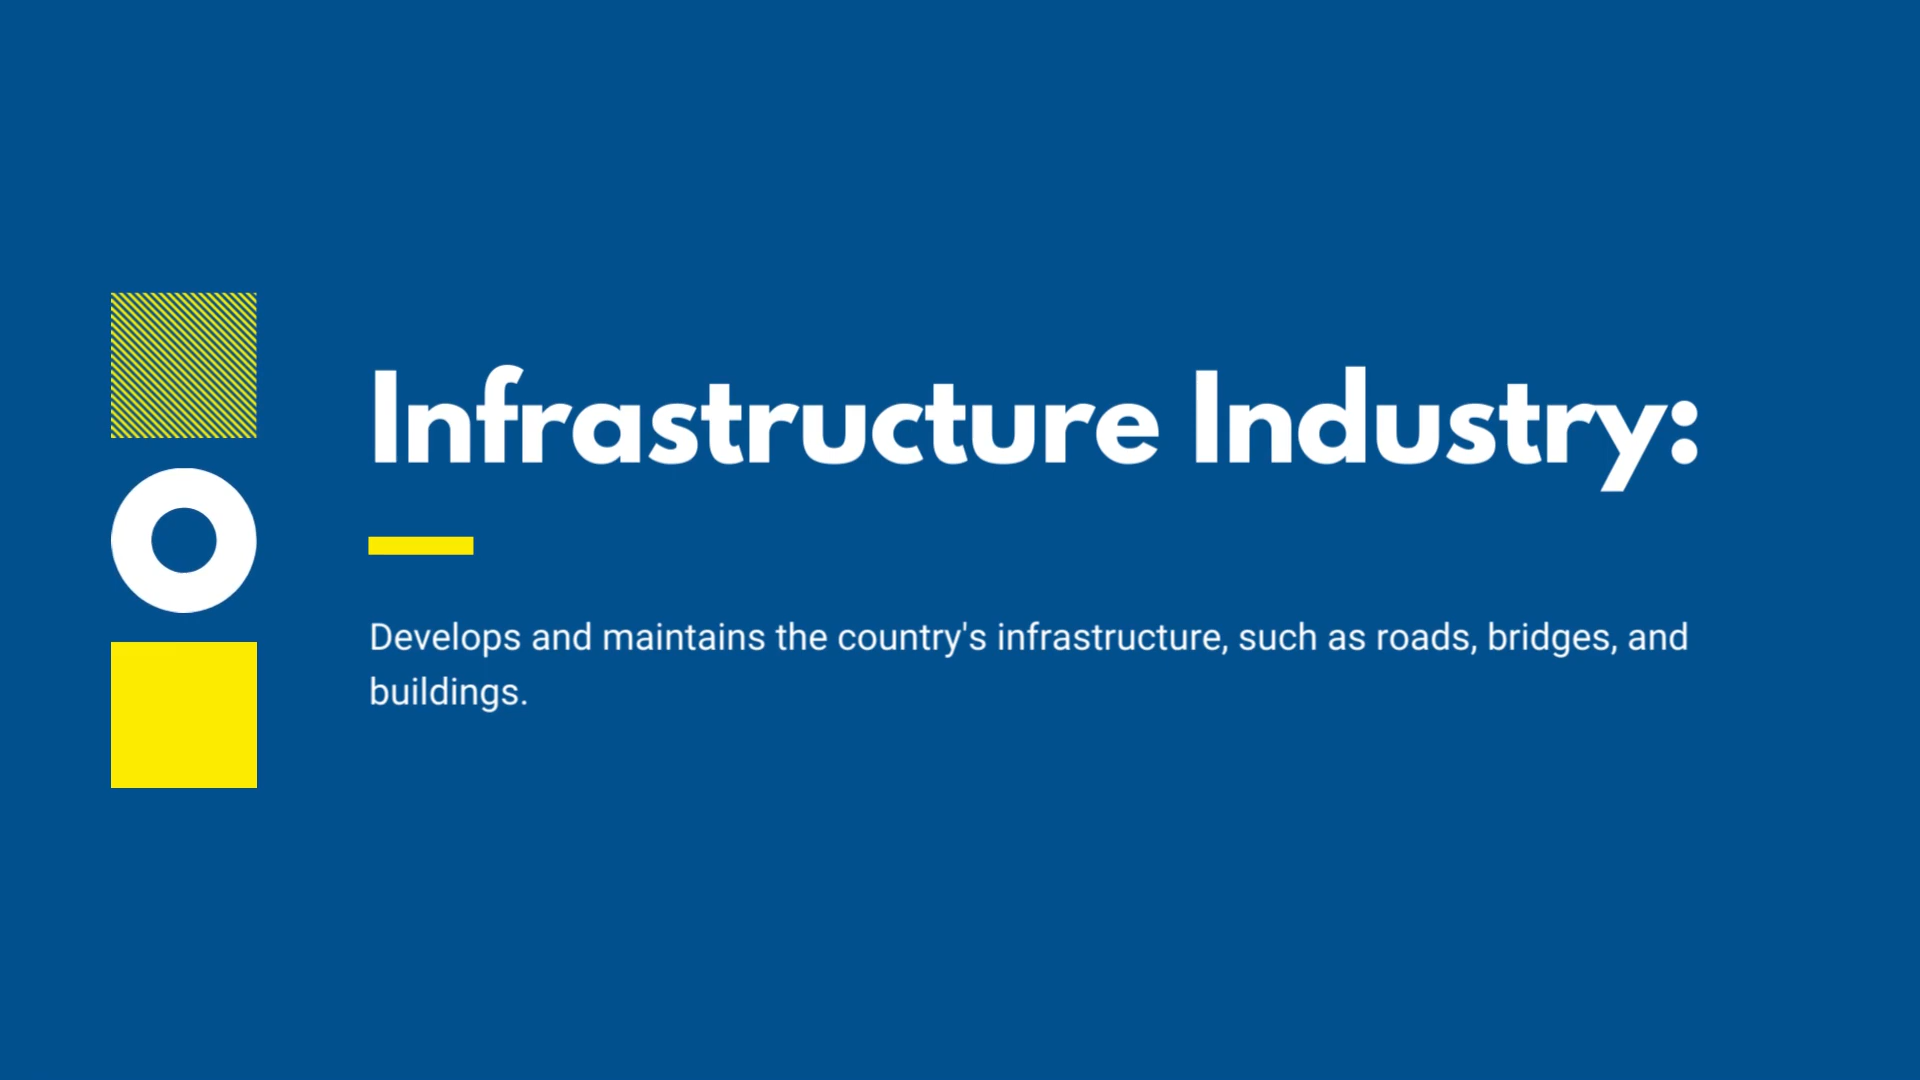 Infrastructure Industry:
Develops and maintains the country's infrastructure, such as roads, bridges, and
buildings.